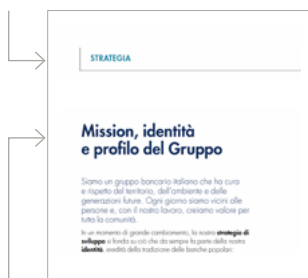 STRATEGIA
Mission, identità
e profilo del Gruppo
Siamo un gruppo bancario italiano che ha cura
e rispetto del territorio, dell'ambiente e delle
generazioni future. Ogni giorno siamo vicini alle
persone e, con il nostro lavoro, creiamo valore per
tutta la comunità.
In un momento di grande cambiamento, la nostra strategia di
sviluppo si fonda su ciò che da sempre fa parte della nostra
identità, eredità della tradizione delle banche popolari: